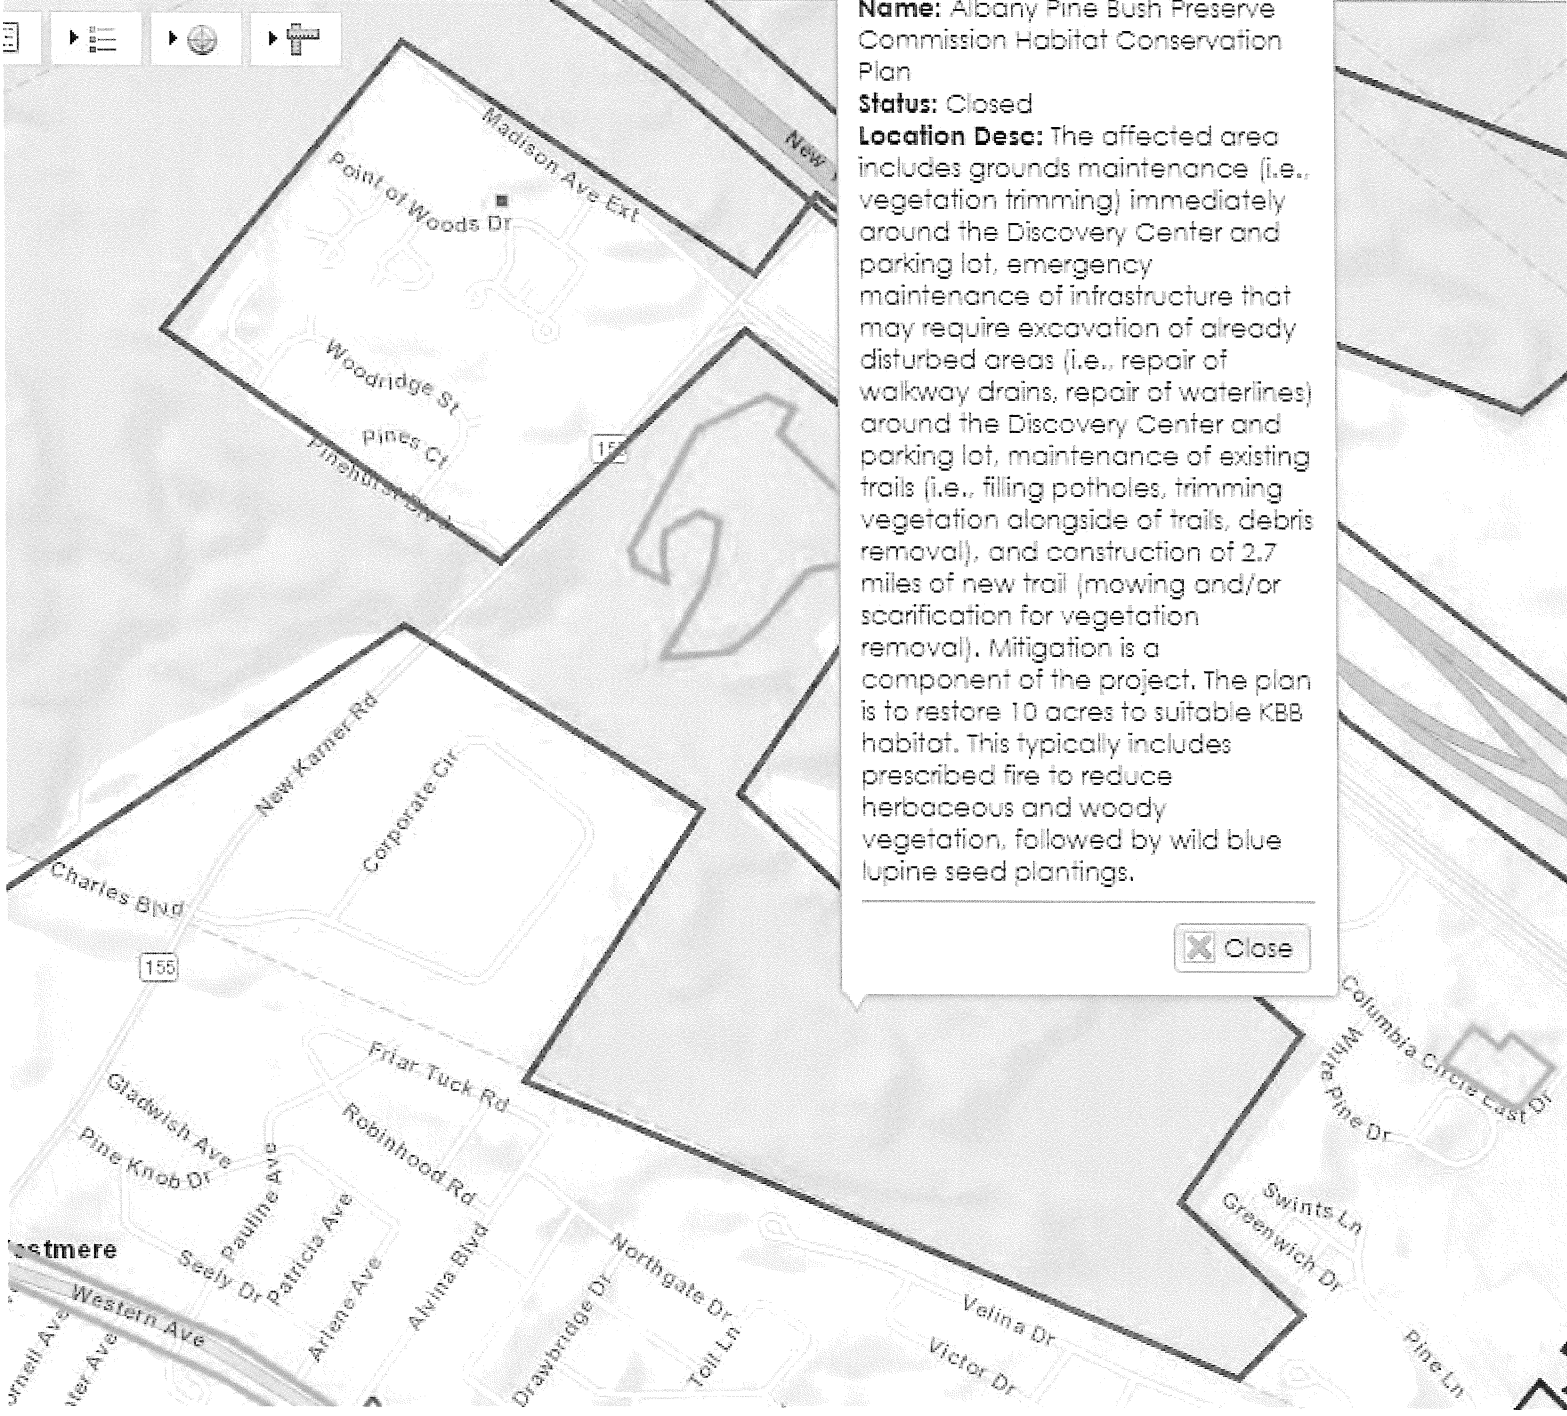 Name: Albany Pine Bush Preserve
Commission Habitat Conservation
Plan
Status: Closed
Location Desc: The affected area
includes grounds maintenance (i.e.,
vegetation trimming) immediately
around the Discovery Center and
parking lot, emergency
maintenance of infrastructure that
may require excavation of already
disturbed areas (i.e., repair of
walkway drains, repair of waterlines)
around the Discovery Center and
parking lot, maintenance of existing
trails (i.e., filling potholes, trimming
vegetation alongside of trails, debris
removal), and construction of 2.7
miles of new trail (mowing and/or
scarification for vegetation
removal). Mitigation is a
component of the project. The plan
is to restore 10 acres to suitable KBB
habitat. This typically includes
prescribed fire to reduce
herbaceous and woody
vegetation, followed by wild blue
lupine seed plantings.
Close
Madison Ave Ext
New
Point of Woods Dr
Woodridge St
Pines Ct
Pinehurst Blvd
New Karner Rd
Corporate Cir
Charles Blvd
155
Friar Tuck Rd
Gladwish Ave
Robinhood Rd
Pine Knob Dr
Pauline Ave
Patricia Ave
Seely Dr
Arlene Ave
Alvina Blvd
Western Ave
Northgate Dr
Drawbridge Dr
Toll Ln
Velina Dr
Victor Dr
Columbia Circle East Dr
White Pine Dr
Swints Ln
Greenwich Dr
Pine Ln